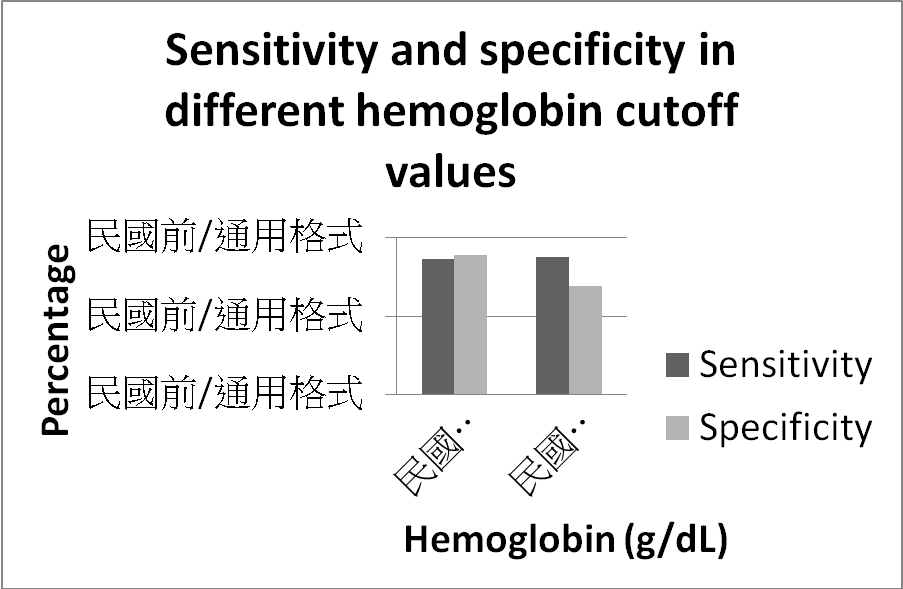 Sensitivity and specificity in
different hemoglobin cutoff
values
Percentage
民國前/通用格式
民國前/通用格式
民國前/通用格式
民國..
民國..
Hemoglobin (g/dL)
Sensitivity
Specificity